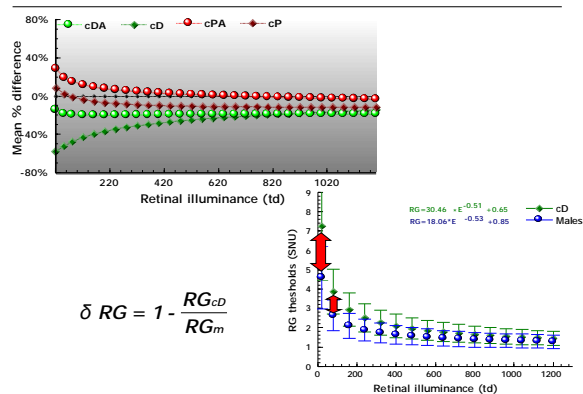 cDA cD cPA cP
80%
40%
0%
-40%
-80%
Mean % difference
220 420 620 820 1020
Retinal illuminance (td)
RG=30.46 +E-0.51 +0.65
RG=18.06*E -0.53 +0.85
cD
Males
9
8
7
6
5
4
3
2
1
0
RG thesholds (SNU)
0 200 400 600 800 1000 1200
Retinal illuminance (td)
δ RG = 1 - RGcD
RGm